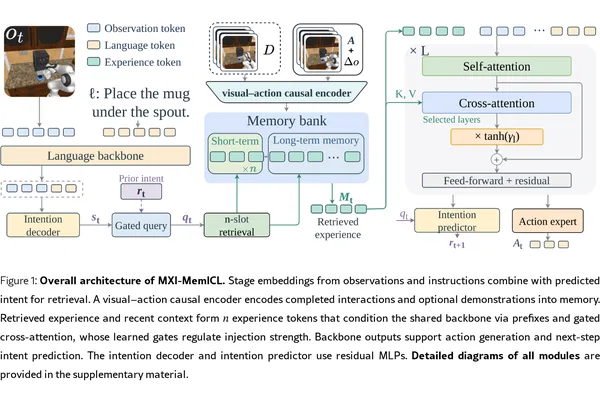 o_t
Observation token
Language token
Experience token
ℓ: Place the mug
under the spout.
Language backbone
Prior intent
r_t
Intention
decoder
s_t
Gated query
q_t
n-slot
retrieval
D
A
+
Δo
visual–action causal encoder
Memory bank
Short-term
×n
Long-term memory
...
M_t
Retrieved
experience
...
× L
Self-attention
K, V
Cross-attention
Selected layers
× tanh(γ_l)
+
Feed-forward + residual
q_t
Intention
predictor
r_t+1
Action expert
A_t
Figure 1: Overall architecture of MXI-MemICL. Stage embeddings from observations and instructions combine with predicted
intent for retrieval. A visual–action causal encoder encodes completed interactions and optional demonstrations into memory.
Retrieved experience and recent context form n experience tokens that condition the shared backbone via prefixes and gated
cross-attention, whose learned gates regulate injection strength. Backbone outputs support action generation and next-step
intent prediction. The intention decoder and intention predictor use residual MLPs. Detailed diagrams of all modules are
provided in the supplementary material.